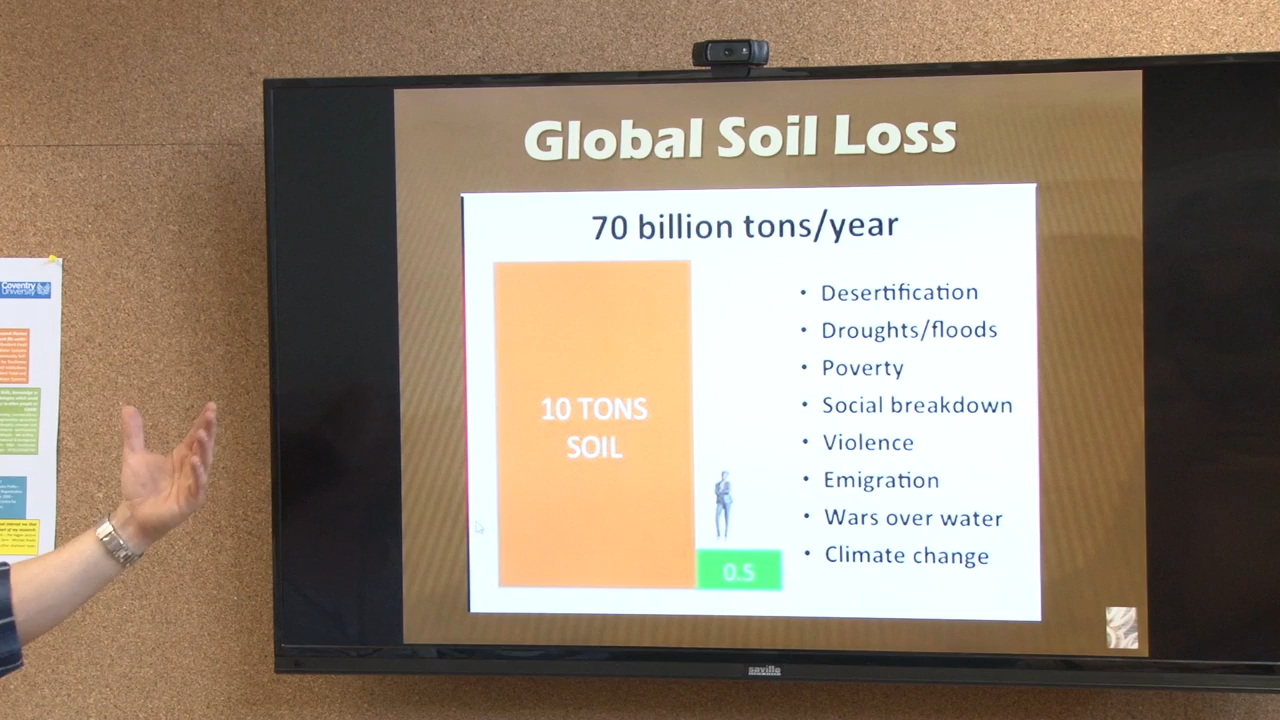 Global Soil Loss
70 billion tons/year
10 TONS
SOIL
0.5
• Desertification
• Droughts/floods
• Poverty
• Social breakdown
• Violence
• Emigration
• Wars over water
• Climate change
saville
Coventry
University